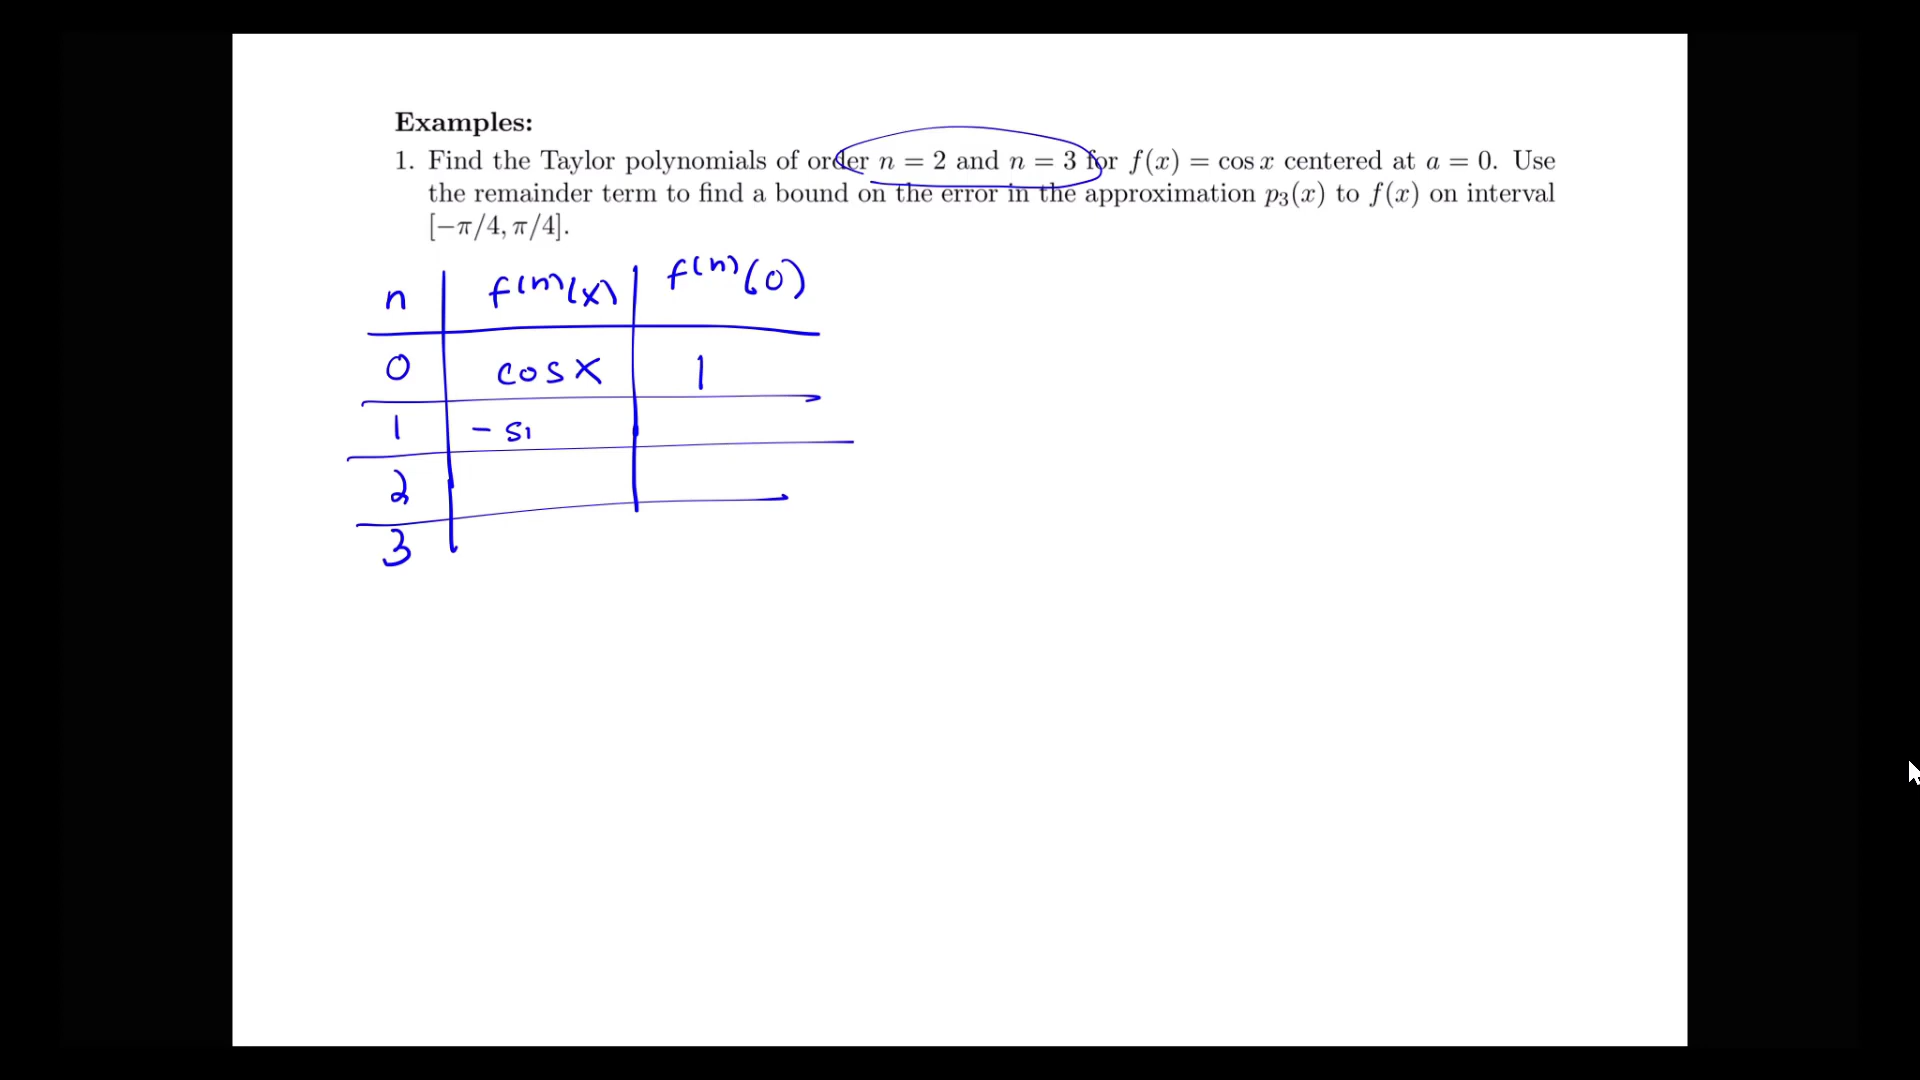 Examples:
1. Find the Taylor polynomials of order n = 2 and n = 3 for f(x) = cos x centered at a = 0. Use
the remainder term to find a bound on the error in the approximation p₃(x) to f(x) on interval
[−π/4, π/4].
n f⁽ⁿ⁾(x) f⁽ⁿ⁾(0)
0 cos x 1
1 - si
2
3